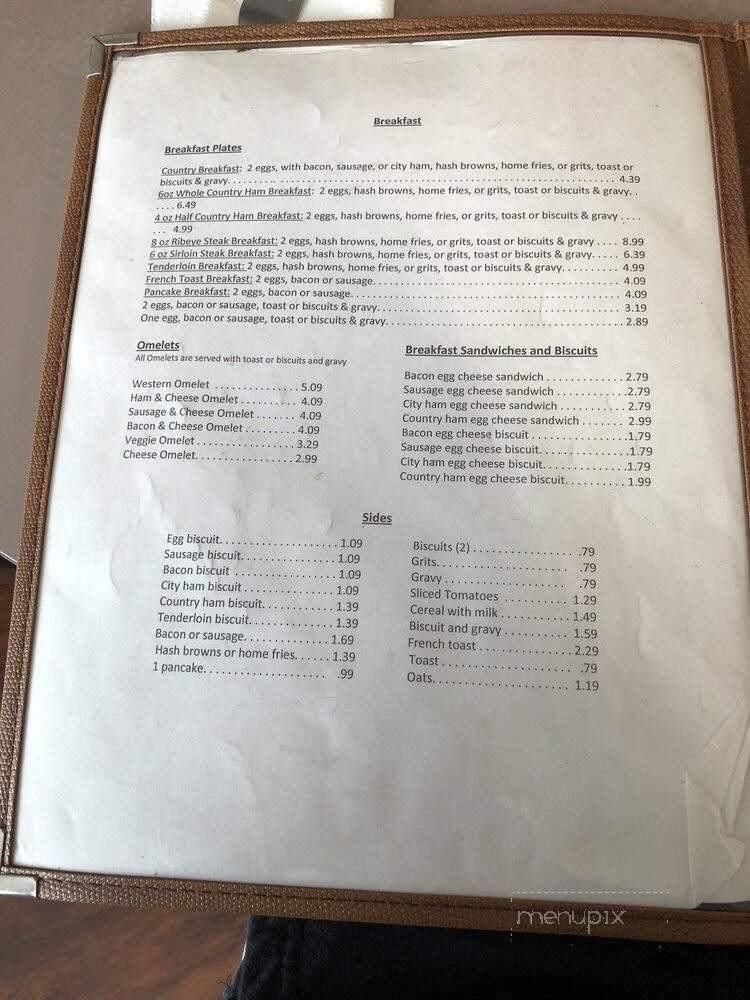 Breakfast
Breakfast Plates
Country Breakfast: 2 eggs, with bacon, sausage, or city ham, hash browns, home fries, or grits, toast or
biscuits & gravy. . . . . . . . . . . . . . . . . . . . . . . . . . . . . . . . . . . . . . . . . . . . . . . . . . . . . . . . . . . 4.39
6oz Whole Country Ham Breakfast: 2 eggs, hash browns, home fries, or grits, toast or biscuits & gravy. .
. . . . 6.49
4 oz Half Country Ham Breakfast: 2 eggs, hash browns, home fries, or grits, toast or biscuits & gravy . . . .
. . . 4.99
8 oz Ribeye Steak Breakfast: 2 eggs, hash browns, home fries, or grits, toast or biscuits & gravy . . . . 8.99
6 oz Sirloin Steak Breakfast: 2 eggs, hash browns, home fries, or grits, toast or biscuits & gravy. . . . . 6.39
Tenderloin Breakfast: 2 eggs, hash browns, home fries, or grits, toast or biscuits & gravy. . . . . . . . . . 4.99
French Toast Breakfast: 2 eggs, bacon or sausage. . . . . . . . . . . . . . . . . . . . . . . . . . . . . . . . . . . . . . . 4.09
Pancake Breakfast: 2 eggs, bacon or sausage. . . . . . . . . . . . . . . . . . . . . . . . . . . . . . . . . . . . . . . . . . 4.09
2 eggs, bacon or sausage, toast or biscuits & gravy. . . . . . . . . . . . . . . . . . . . . . . . . . . . . . . . . . . . . . 3.19
One egg, bacon or sausage, toast or biscuits & gravy. . . . . . . . . . . . . . . . . . . . . . . . . . . . . . . . . . . . . 2.89
Omelets
All Omelets are served with toast or biscuits and gravy
Western Omelet . . . . . . . . . . . . . 5.09
Ham & Cheese Omelet . . . . . . . . 4.09
Sausage & Cheese Omelet . . . . . . . 4.09
Bacon & Cheese Omelet . . . . . . . . 4.09
Veggie Omelet . . . . . . . . . . . . . . . 3.29
Cheese Omelet. . . . . . . . . . . . . . . 2.99
Breakfast Sandwiches and Biscuits
Bacon egg cheese sandwich . . . . . . . . . . . . 2.79
Sausage egg cheese sandwich . . . . . . . . . . .2.79
City ham egg cheese sandwich . . . . . . . . . . 2.79
Country ham egg cheese sandwich . . . . . . . 2.99
Bacon egg cheese biscuit . . . . . . . . . . . . . . .1.79
Sausage egg cheese biscuit. . . . . . . . . . . . . .1.79
City ham egg cheese biscuit. . . . . . . . . . . . .1.79
Country ham egg cheese biscuit. . . . . . . . . . 1.99
Sides
Egg biscuit. . . . . . . . . . . . . . . . . . . 1.09
Sausage biscuit. . . . . . . . . . . . . . . . 1.09
Bacon biscuit . . . . . . . . . . . . . . . . . 1.09
City ham biscuit . . . . . . . . . . . . . . . 1.09
Country ham biscuit. . . . . . . . . . . . . 1.39
Tenderloin biscuit. . . . . . . . . . . . . . . 1.39
Bacon or sausage. . . . . . . . . . . . . . . 1.69
Hash browns or home fries. . . . . . 1.39
1 pancake. . . . . . . . . . . . . . . . . . . . .99
Biscuits (2) . . . . . . . . . . . . . . . . . .79
Grits. . . . . . . . . . . . . . . . . . . . . . .79
Gravy . . . . . . . . . . . . . . . . . . . . . .79
Sliced Tomatoes . . . . . . . . . . . 1.29
Cereal with milk . . . . . . . . . . . . 1.49
Biscuit and gravy . . . . . . . . . . . 1.59
French toast . . . . . . . . . . . . . . . 2.29
Toast . . . . . . . . . . . . . . . . . . . . . .79
Oats. . . . . . . . . . . . . . . . . . . . . . 1.19
menupix